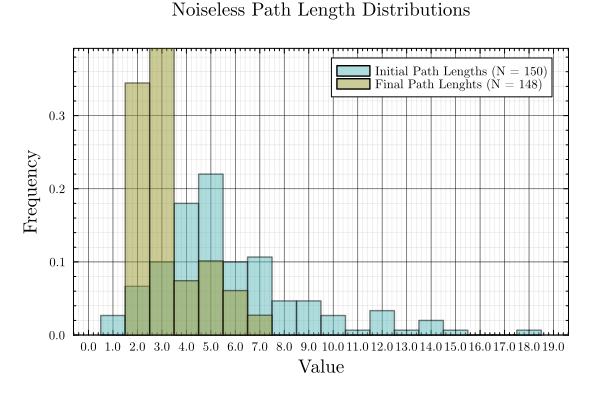 Noiseless Path Length Distributions
Initial Path Lengths (N = 150)
Final Path Lenghts (N = 148)
Frequency
0.3
0.2
0.1
0.0
0.0 1.0 2.0 3.0 4.0 5.0 6.0 7.0 8.0 9.0 10.0 11.0 12.0 13.0 14.0 15.0 16.0 17.0 18.0 19.0
Value